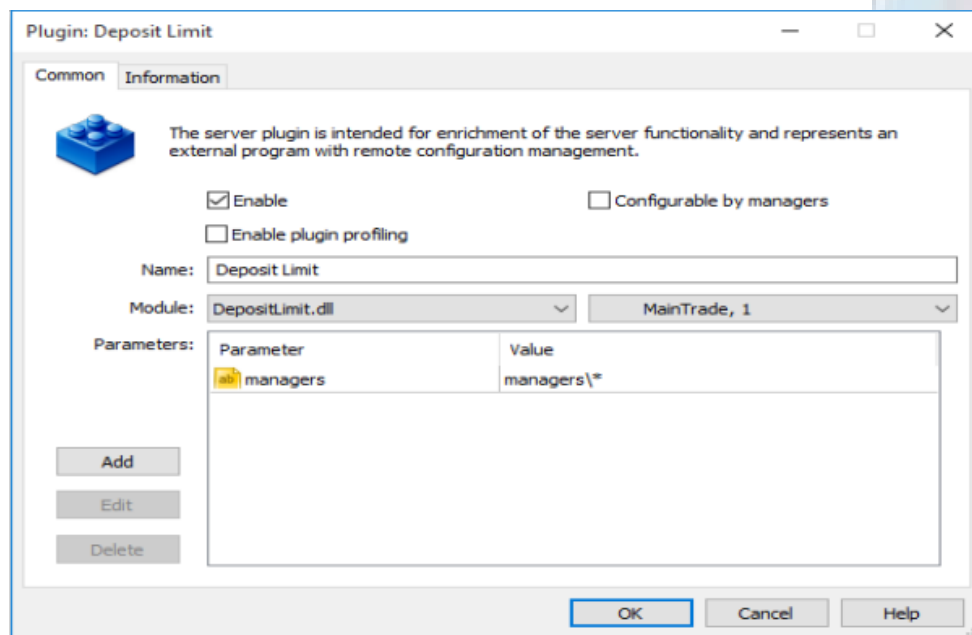 Plugin: Deposit Limit
Common Information
The server plugin is intended for enrichment of the server functionality and represents an
external program with remote configuration management.
Enable Configurable by managers
Enable plugin profiling
Name: Deposit Limit
Module: DepositLimit.dll MainTrade, 1
Parameters: Parameter Value
ab managers managers\*
Add
Edit
Delete
OK Cancel Help